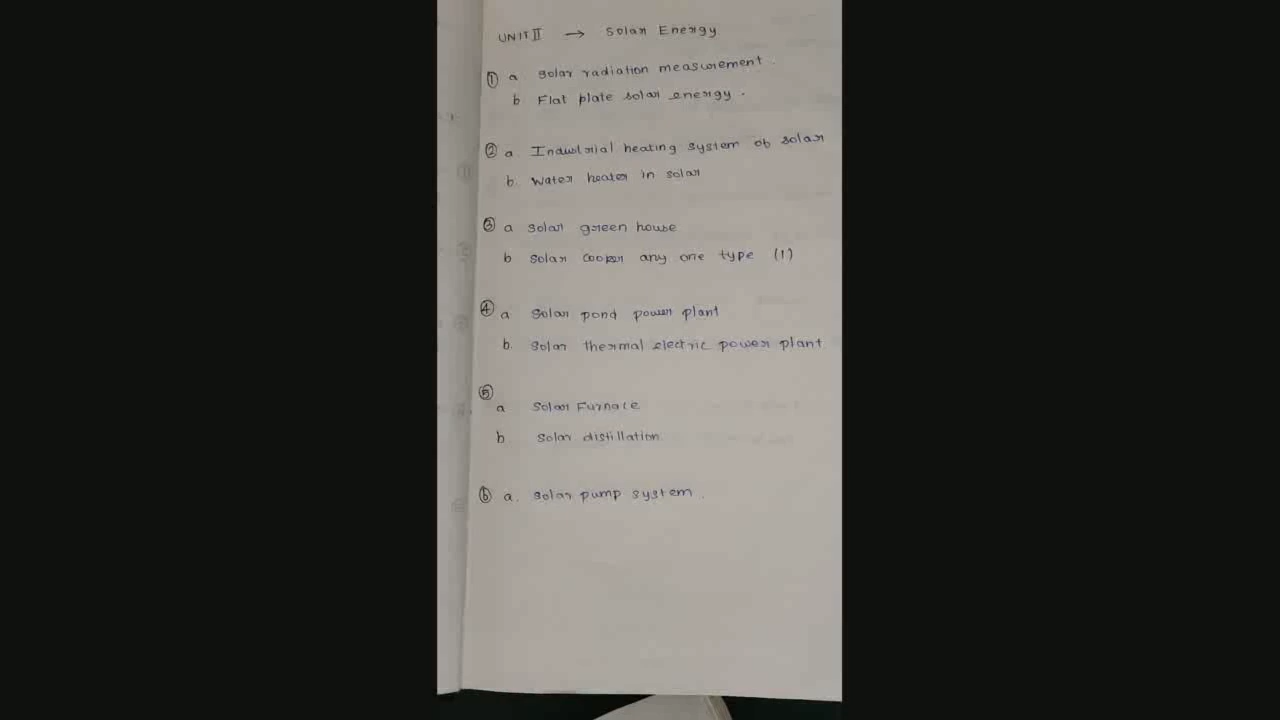 UNIT II → Solar Energy
① a Solar radiation measurement.
b Flat plate solar energy.
② a. Industrial heating system of solar
b. Water heater in solar
③ a Solar green house
b Solar cooker any one type (1)
④ a Solar pond power plant
b. Solar thermal electric power plant
⑤
a Solar Furnace
b Solar distillation
⑥ a. Solar pump system.